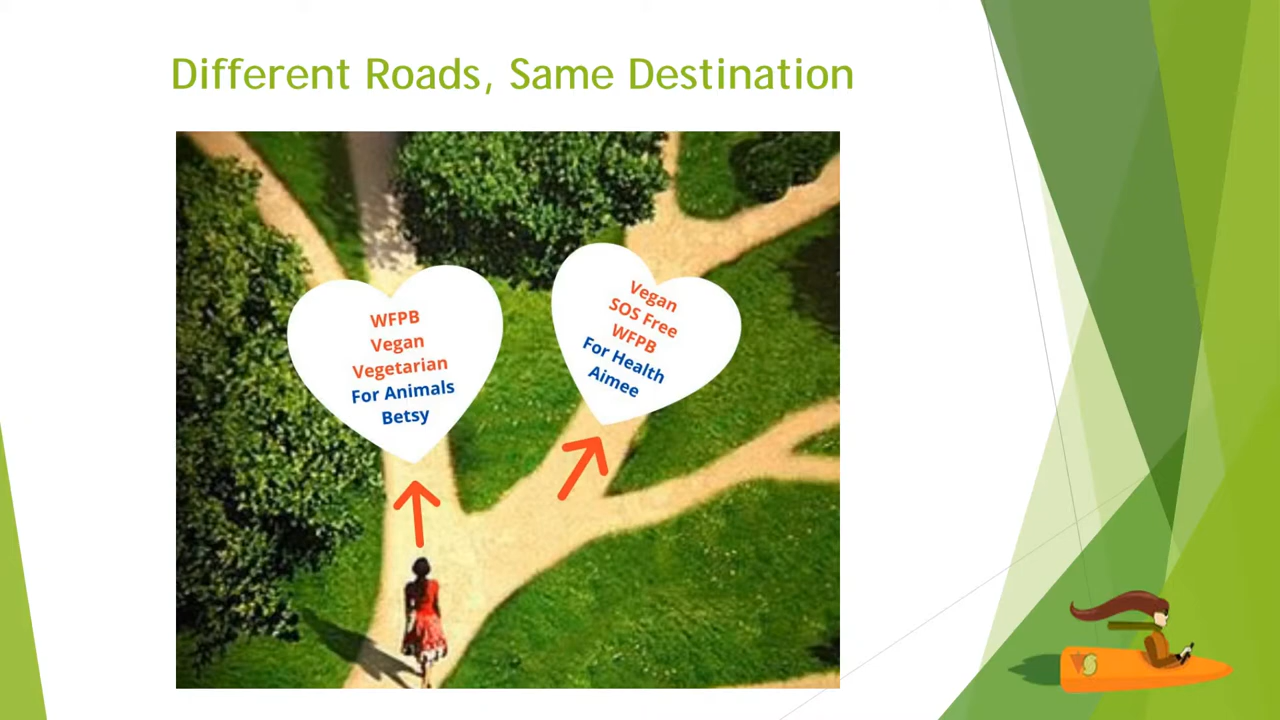 Different Roads, Same Destination
WFPB
Vegan
Vegetarian
For Animals
Betsy
Vegan
SOS Free
WFPB
For Health
Aimee